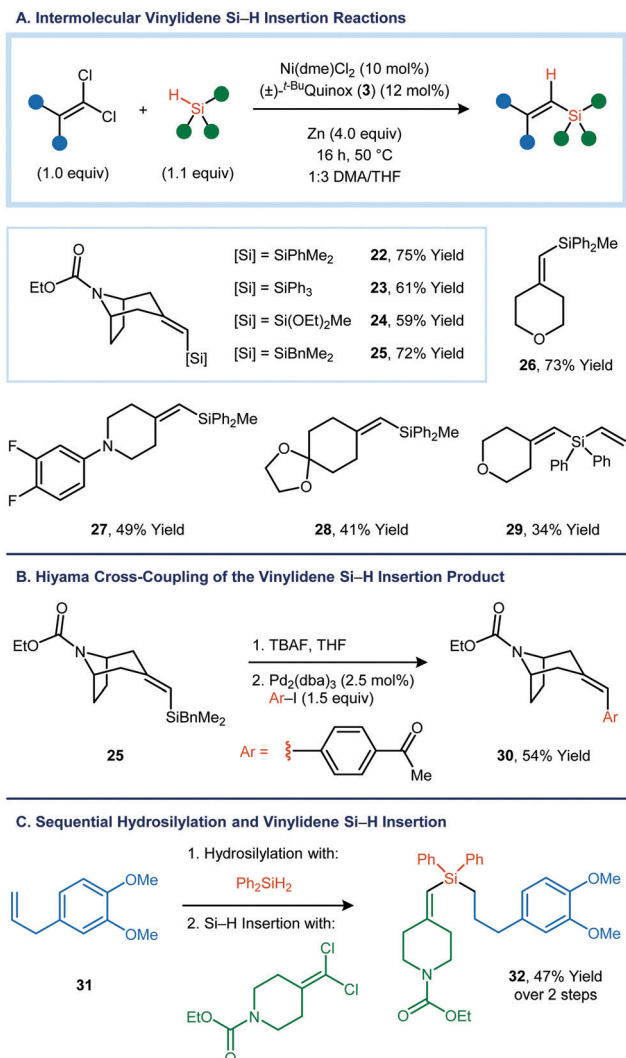 A. Intermolecular Vinylidene Si–H Insertion Reactions
Cl
Cl
(1.0 equiv)
+
H
Si
(1.1 equiv)
Ni(dme)Cl2 (10 mol%)
(±)-t-BuQuinox (3) (12 mol%)
Zn (4.0 equiv)
16 h, 50 °C
1:3 DMA/THF
H
Si
O
EtO
N
[Si]
[Si] = SiPhMe2 22, 75% Yield
[Si] = SiPh3 23, 61% Yield
[Si] = Si(OEt)2Me 24, 59% Yield
[Si] = SiBnMe2 25, 72% Yield
SiPh2Me
O
26, 73% Yield
F
F
N
SiPh2Me
27, 49% Yield
O
O
SiPh2Me
28, 41% Yield
O
Si
Ph
Ph
29, 34% Yield
B. Hiyama Cross-Coupling of the Vinylidene Si–H Insertion Product
O
EtO
N
SiBnMe2
25
1. TBAF, THF
2. Pd2(dba)3 (2.5 mol%)
Ar–I (1.5 equiv)
Ar =
O
Me
O
EtO
N
Ar
30, 54% Yield
C. Sequential Hydrosilylation and Vinylidene Si–H Insertion
OMe
OMe
31
1. Hydrosilylation with:
Ph2SiH2
2. Si–H Insertion with:
Cl
Cl
N
EtO
O
Ph
Ph
Si
OMe
OMe
N
O
OEt
32, 47% Yield
over 2 steps